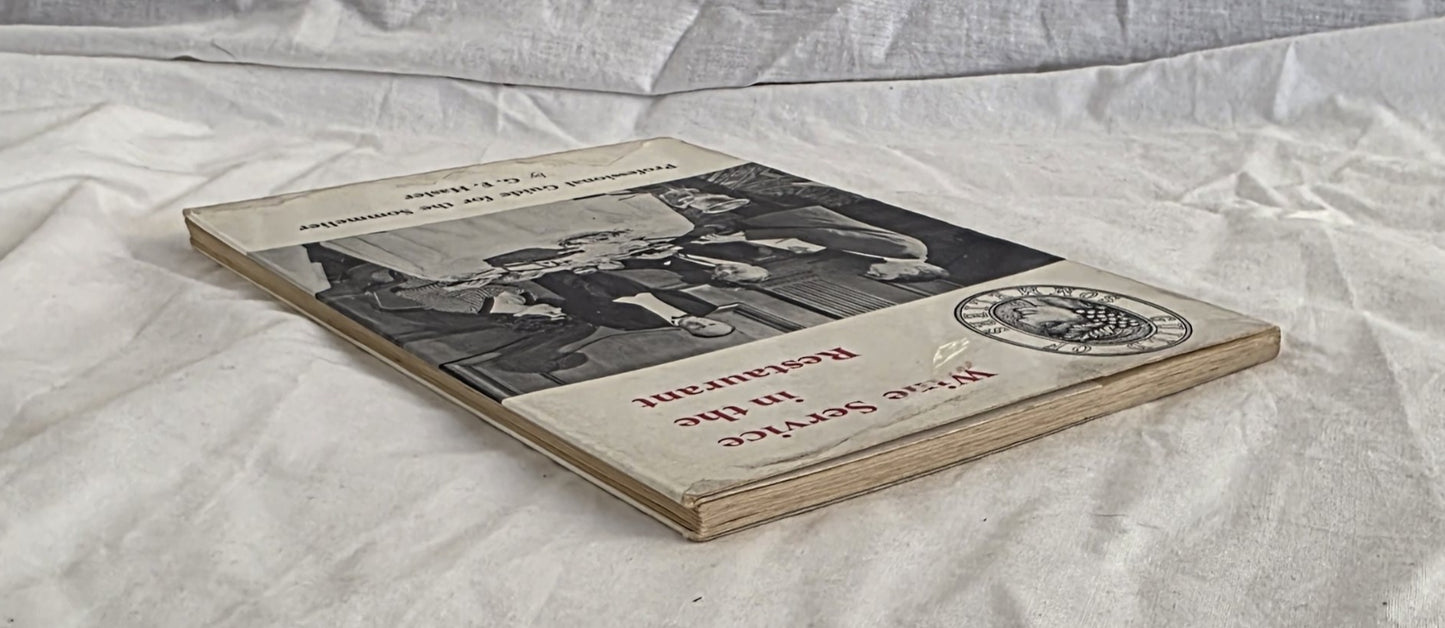 Wine Service
in the
Restaurant
Professional Guide for the Sommelier
by G. F. Hasler